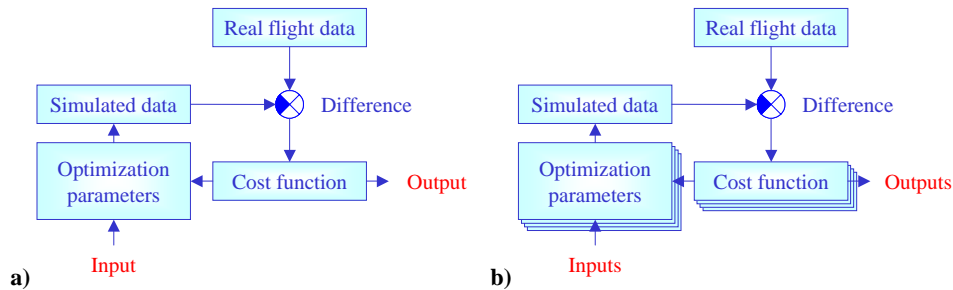 Real flight data
Simulated data
Difference
Optimization
parameters
Cost function
Output
Input
a)
Real flight data
Simulated data
Difference
Optimization
parameters
Cost function
Outputs
Inputs
b)